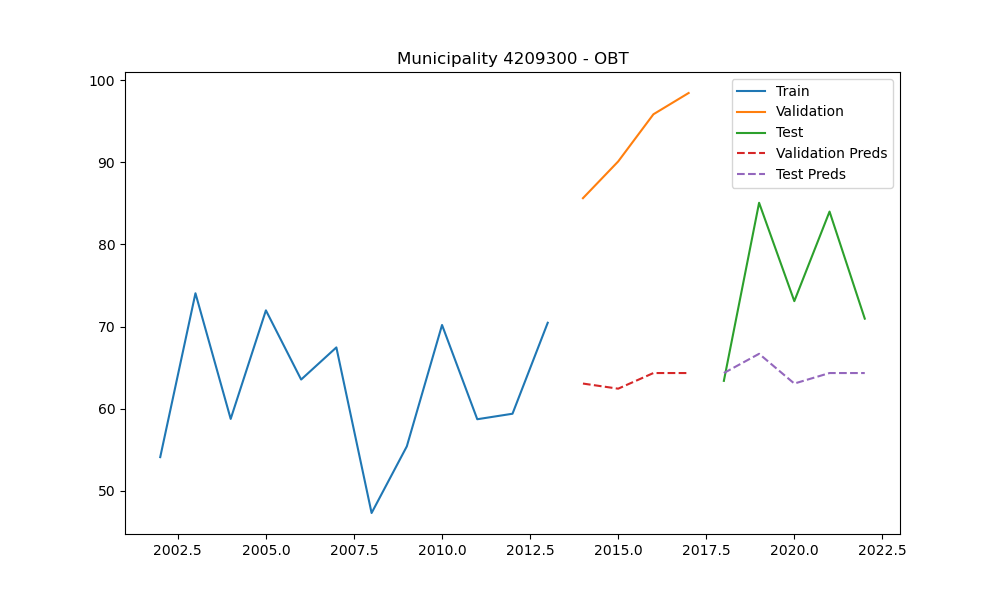 Municipality 4209300 - OBT
100
90
80
70
60
50
Train
Validation
Test
Validation Preds
Test Preds
2002.5 2005.0 2007.5 2010.0 2012.5 2015.0 2017.5 2020.0 2022.5